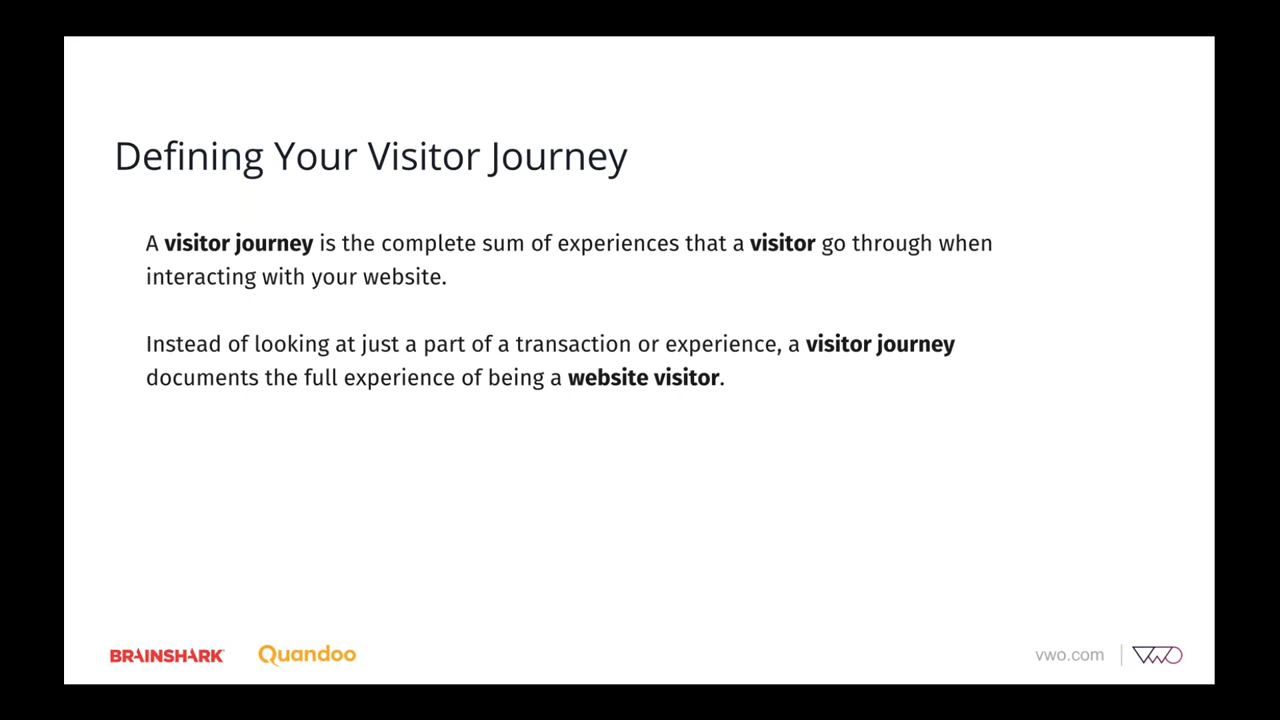 Defining Your Visitor Journey
A visitor journey is the complete sum of experiences that a visitor go through when
interacting with your website.
Instead of looking at just a part of a transaction or experience, a visitor journey
documents the full experience of being a website visitor.
BRAINSHARK Quandoo vwo.com VWO